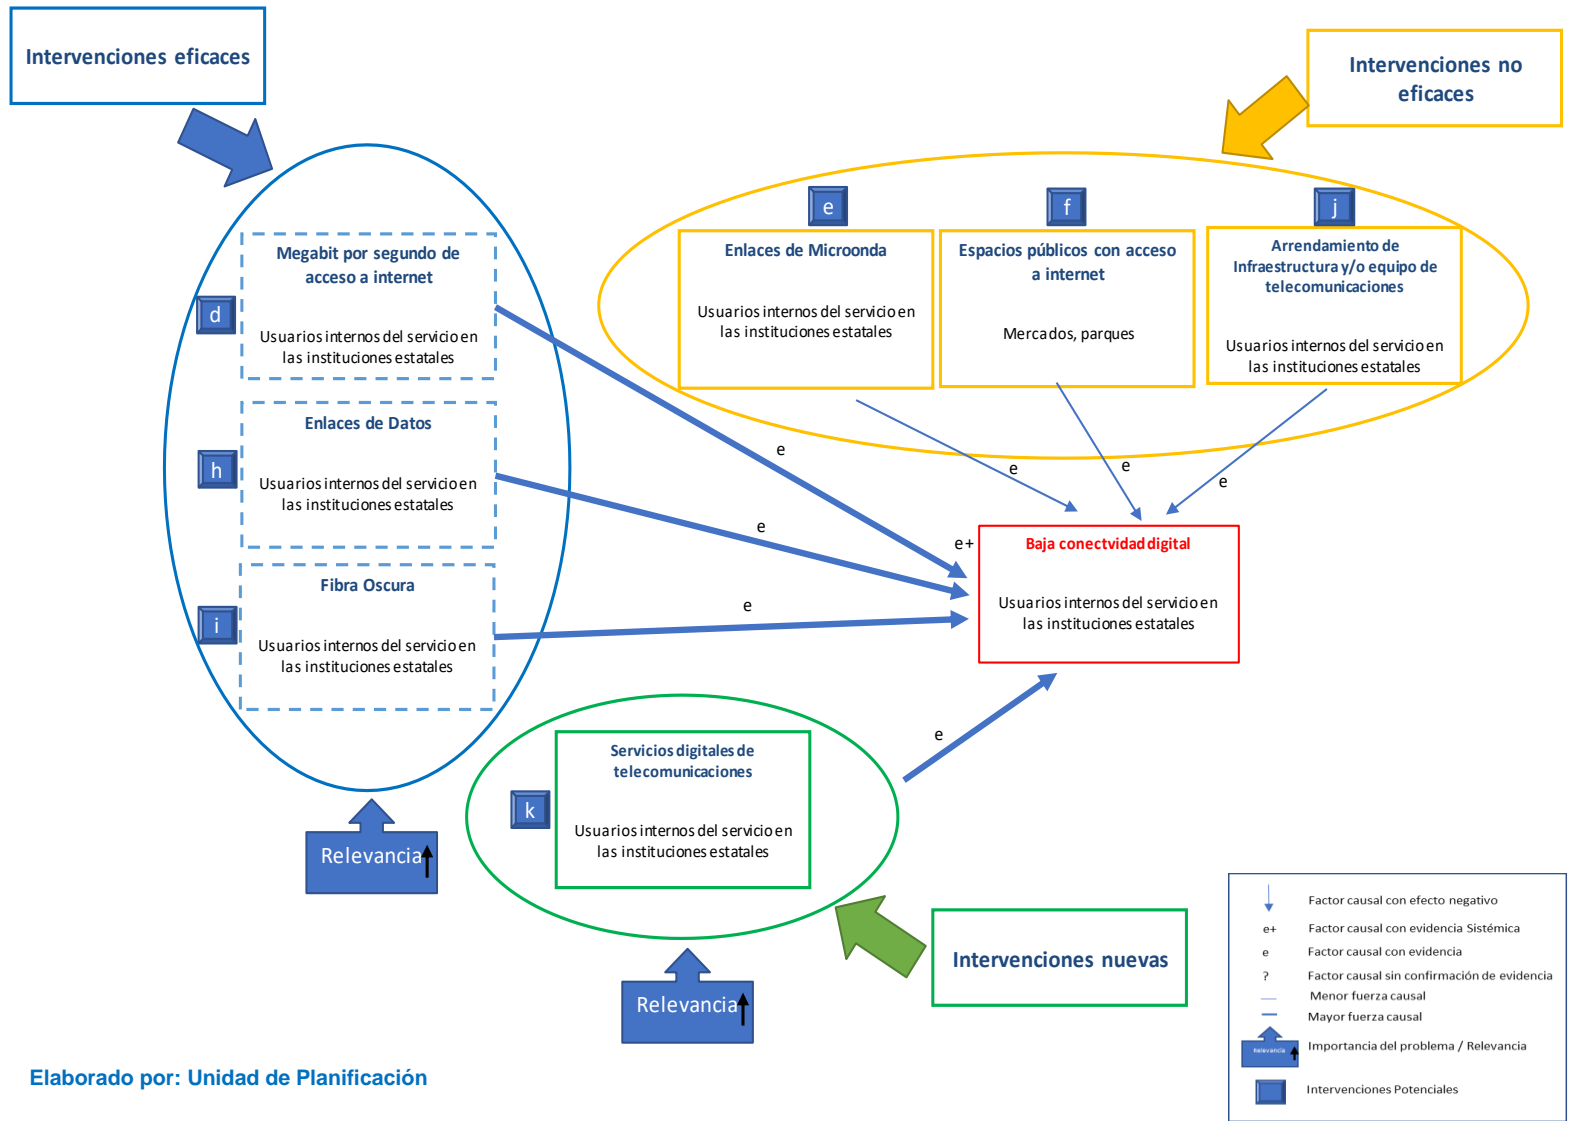 Intervenciones eficaces
Intervenciones no
eficaces
e
f
j
Enlaces de Microonda
Usuarios internos del servicio en
las instituciones estatales
Espacios públicos con acceso
a internet
Mercados, parques
Arrendamiento de
Infraestructura y/o equipo de
telecomunicaciones
Usuarios internos del servicio en
las instituciones estatales
d
Megabit por segundo de
acceso a internet
Usuarios internos del servicio en
las instituciones estatales
h
Enlaces de Datos
Usuarios internos del servicio en
las instituciones estatales
i
Fibra Oscura
Usuarios internos del servicio en
las instituciones estatales
e
e
e
e
e
e
e+
Baja conectvidad digital
Usuarios internos del servicio en
las instituciones estatales
e
k
Servicios digitales de
telecomunicaciones
Usuarios internos del servicio en
las instituciones estatales
Relevancia
Relevancia
Intervenciones nuevas
Factor causal con efecto negativo
e+ Factor causal con evidencia Sistémica
e Factor causal con evidencia
? Factor causal sin confirmación de evidencia
Menor fuerza causal
Mayor fuerza causal
Relevancia Importancia del problema / Relevancia
Intervenciones Potenciales
Elaborado por: Unidad de Planificación